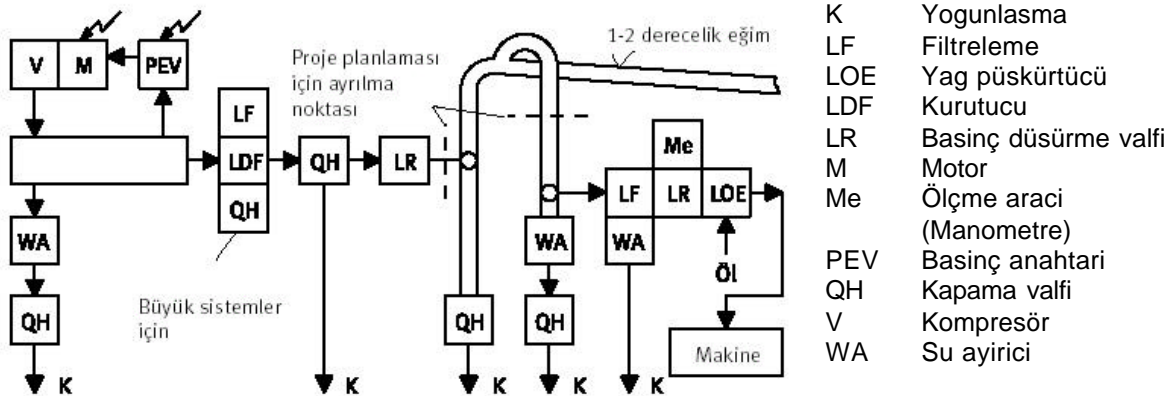 V M PEV
LF
LDF
QH
QH
LR
WA
QH
Büyük sistemler
için
Proje planlaması
için ayrılma
noktası
1-2 derecelik eğim
Me
LF LR LOE
WA
WA
Öl
QH
QH
Makine
K
K
K
K
K
K Yogunlasma
LF Filtreleme
LOE Yag püskürtücü
LDF Kurutucu
LR Basinç düsürme valfi
M Motor
Me Ölçme araci
(Manometre)
PEV Basinç anahtari
QH Kapama valfi
V Kompresör
WA Su ayirici